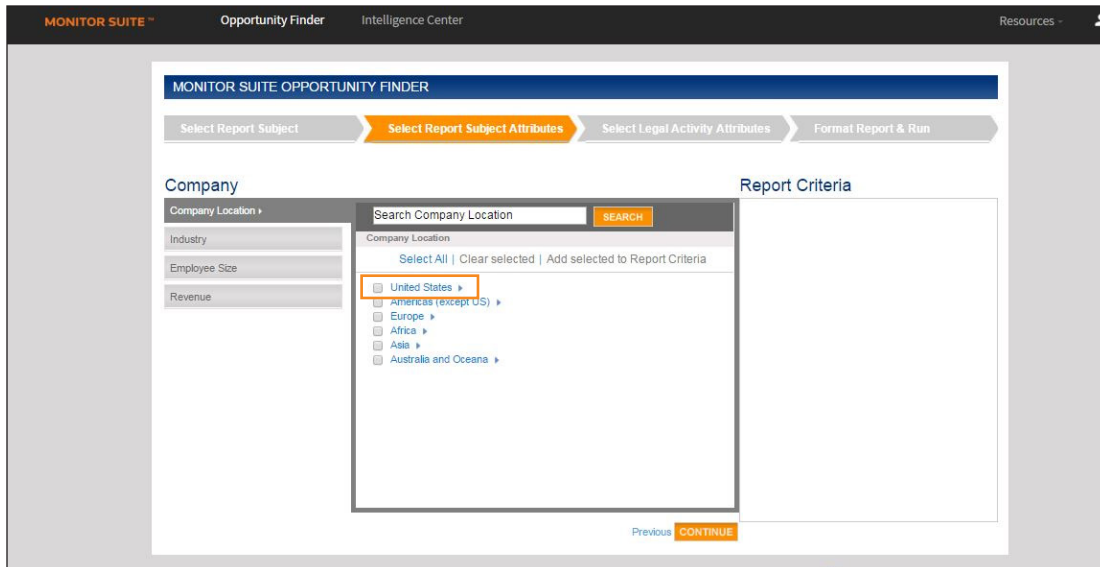 MONITOR SUITE ™ Opportunity Finder Intelligence Center Resources
MONITOR SUITE OPPORTUNITY FINDER
Select Report Subject Select Report Subject Attributes Select Legal Activity Attributes Format Report & Run
Company
Report Criteria
Company Location
Industry
Employee Size
Revenue
Search Company Location SEARCH
Company Location
Select All | Clear selected | Add selected to Report Criteria
United States
Americas (except US)
Europe
Africa
Asia
Australia and Oceana
Previous CONTINUE